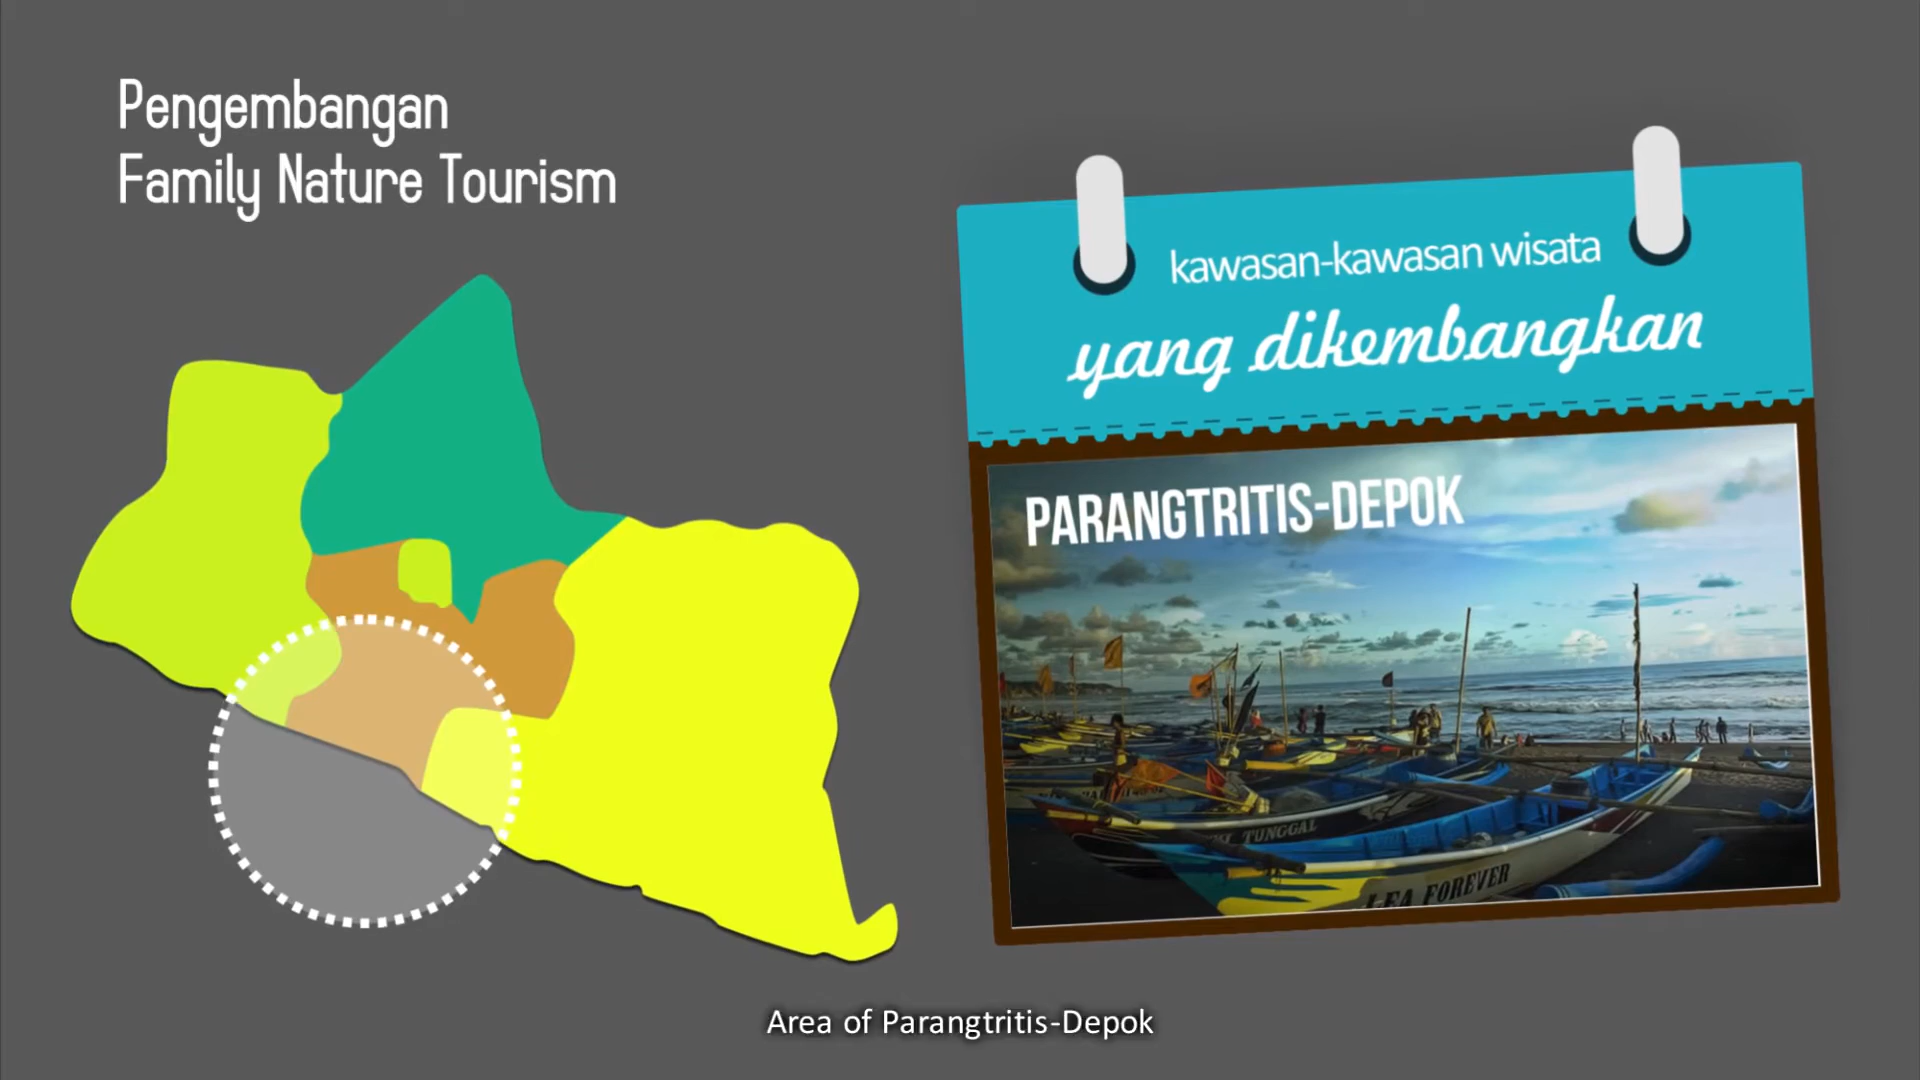 Pengembangan
Family Nature Tourism
kawasan-kawasan wisata
yang dikembangkan
PARANGTRITIS-DEPOK
TUNGGAL
LEA FOREVER
Area of Parangtritis-Depok